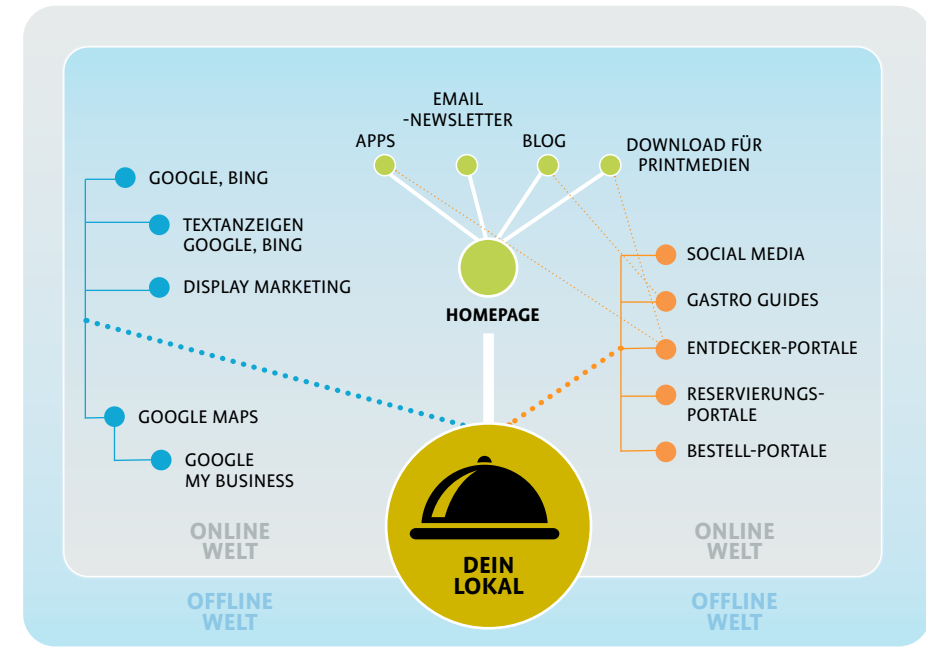 EMAIL
-NEWSLETTER
APPS
BLOG
DOWNLOAD FÜR
PRINTMEDIEN
GOOGLE, BING
TEXTANZEIGEN
GOOGLE, BING
DISPLAY MARKETING
HOMEPAGE
SOCIAL MEDIA
GASTRO GUIDES
ENTDECKER-PORTALE
RESERVIERUNGS-
PORTALE
BESTELL-PORTALE
GOOGLE MAPS
GOOGLE
MY BUSINESS
ONLINE
WELT
DEIN
LOKAL
ONLINE
WELT
OFFLINE
WELT
OFFLINE
WELT